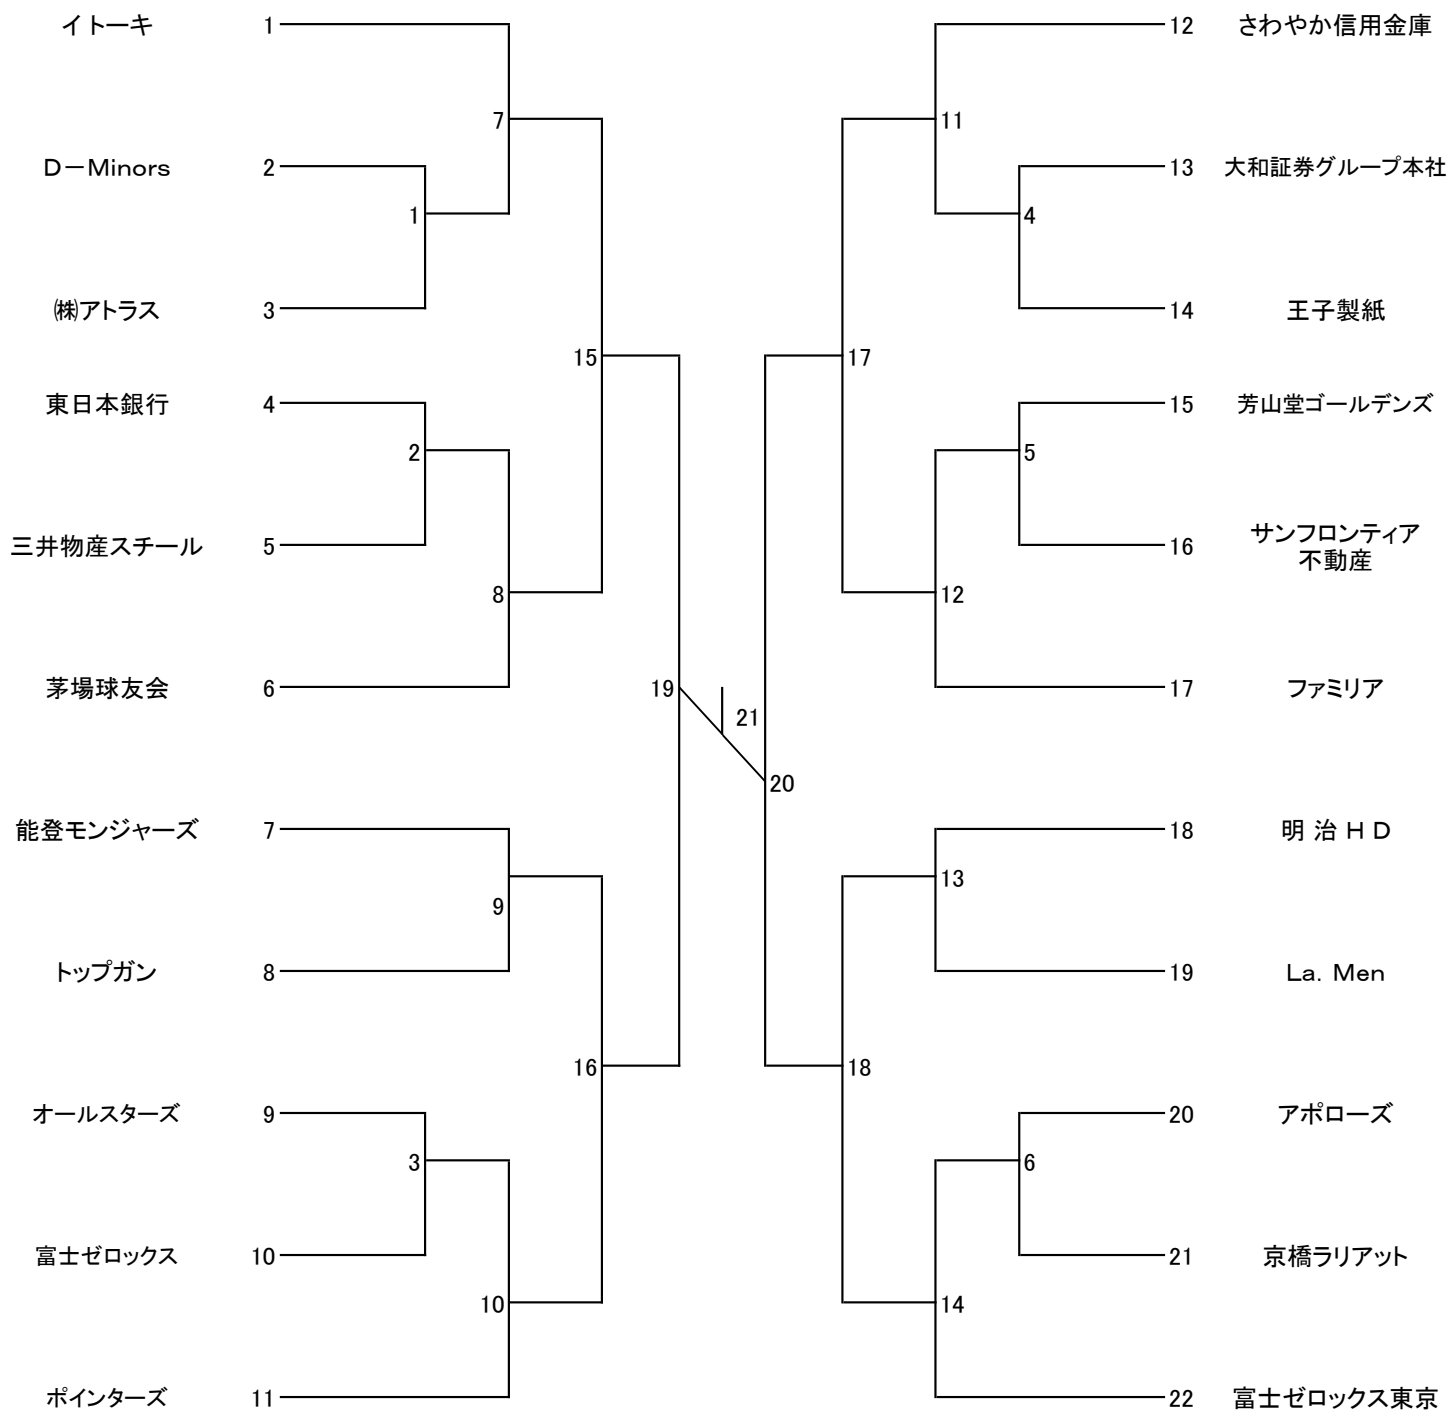 イトーキ 1
7
D－Minors 2
1
㈱アトラス 3
15
東日本銀行 4
2
三井物産スチール 5
8
茅場球友会 6
19
能登モンジャーズ 7
9
トップガン 8
16
オールスターズ 9
3
富士ゼロックス 10
10
ポインターズ 11
21
20
12 さわやか信用金庫
11
13 大和証券グループ本社
4
14 王子製紙
17
15 芳山堂ゴールデンズ
5
16 サンフロンティア
不動産
12
17 ファミリア
18 明 治 H D
13
19 La. Men
18
20 アポローズ
6
21 京橋ラリアット
14
22 富士ゼロックス東京